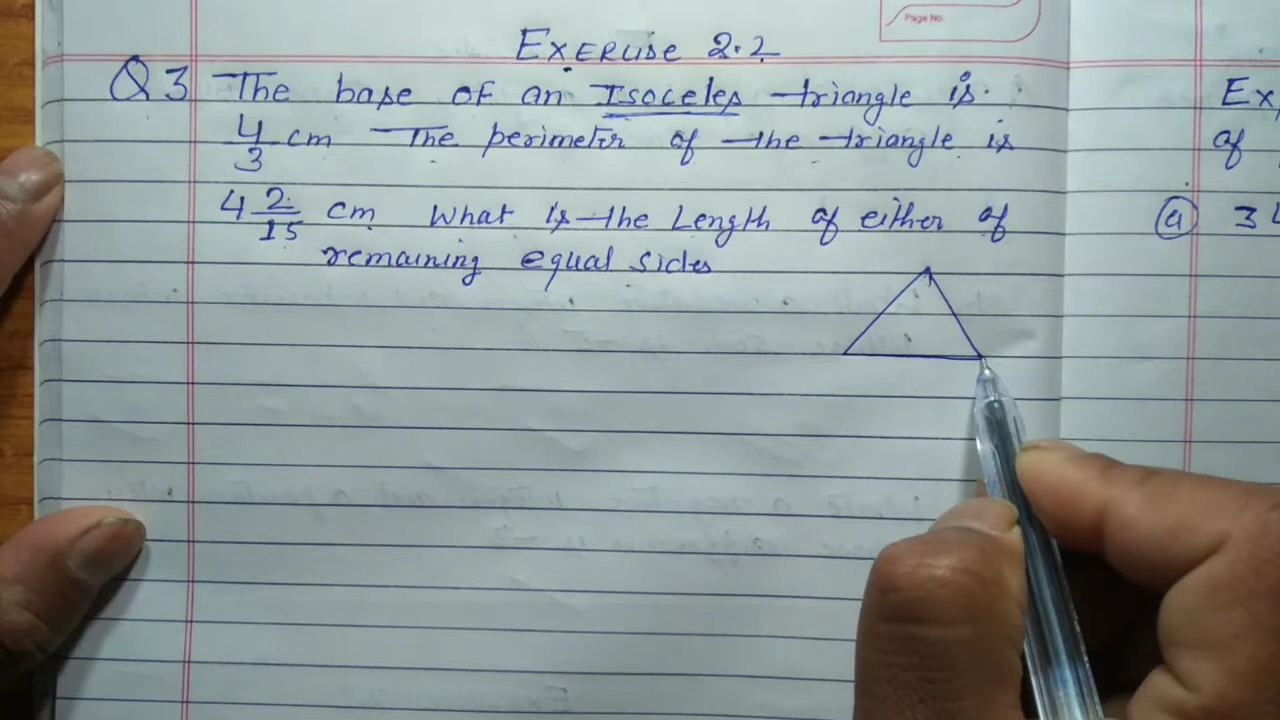 Page No.
EXERCISE 2.2
Q 3 The base of an Isoceles triangle is.
4/3 cm The perimeter of the triangle is
4 2/15 cm What is the Length of either of
remaining equal sides
Ex
of
(a) 3